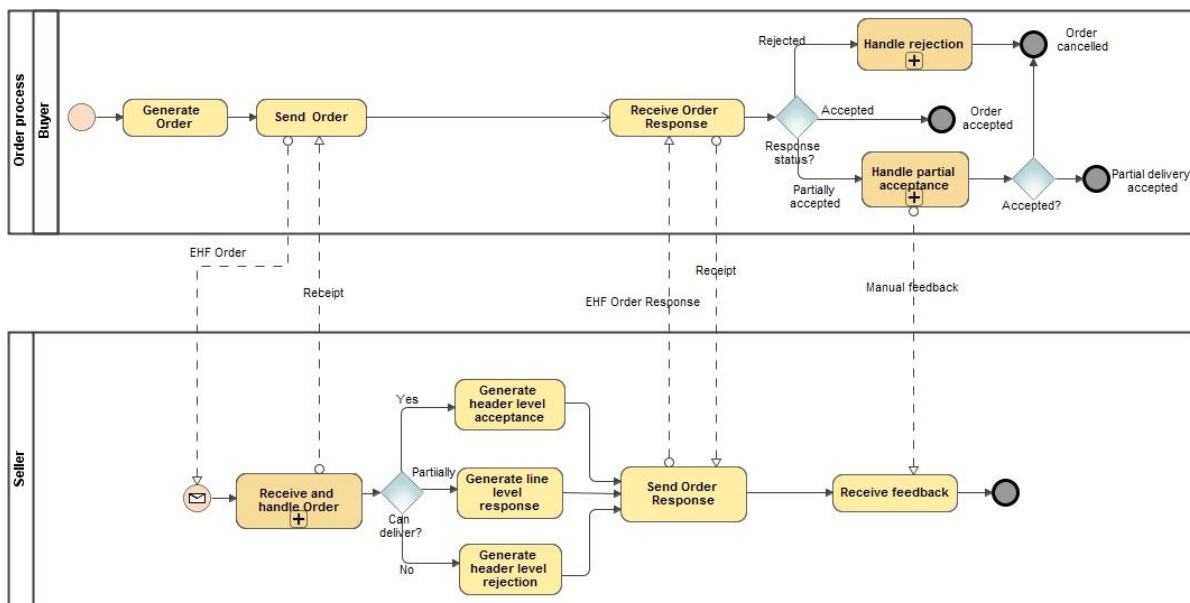 Order process
Buyer
Generate
Order
Send Order
Receive Order
Response
Response
status?
Rejected
Accepted
Partially
accepted
Handle rejection
Handle partial
acceptance
Order
cancelled
Order
accepted
Accepted?
Partial delivery
accepted
EHF Order
Receipt
EHF Order Response
Receipt
Manual feedback
Seller
Receive and
handle Order
Can
deliver?
Yes
Partiially
No
Generate
header level
acceptance
Generate line
level
response
Generate
header level
rejection
Send Order
Response
Receive feedback